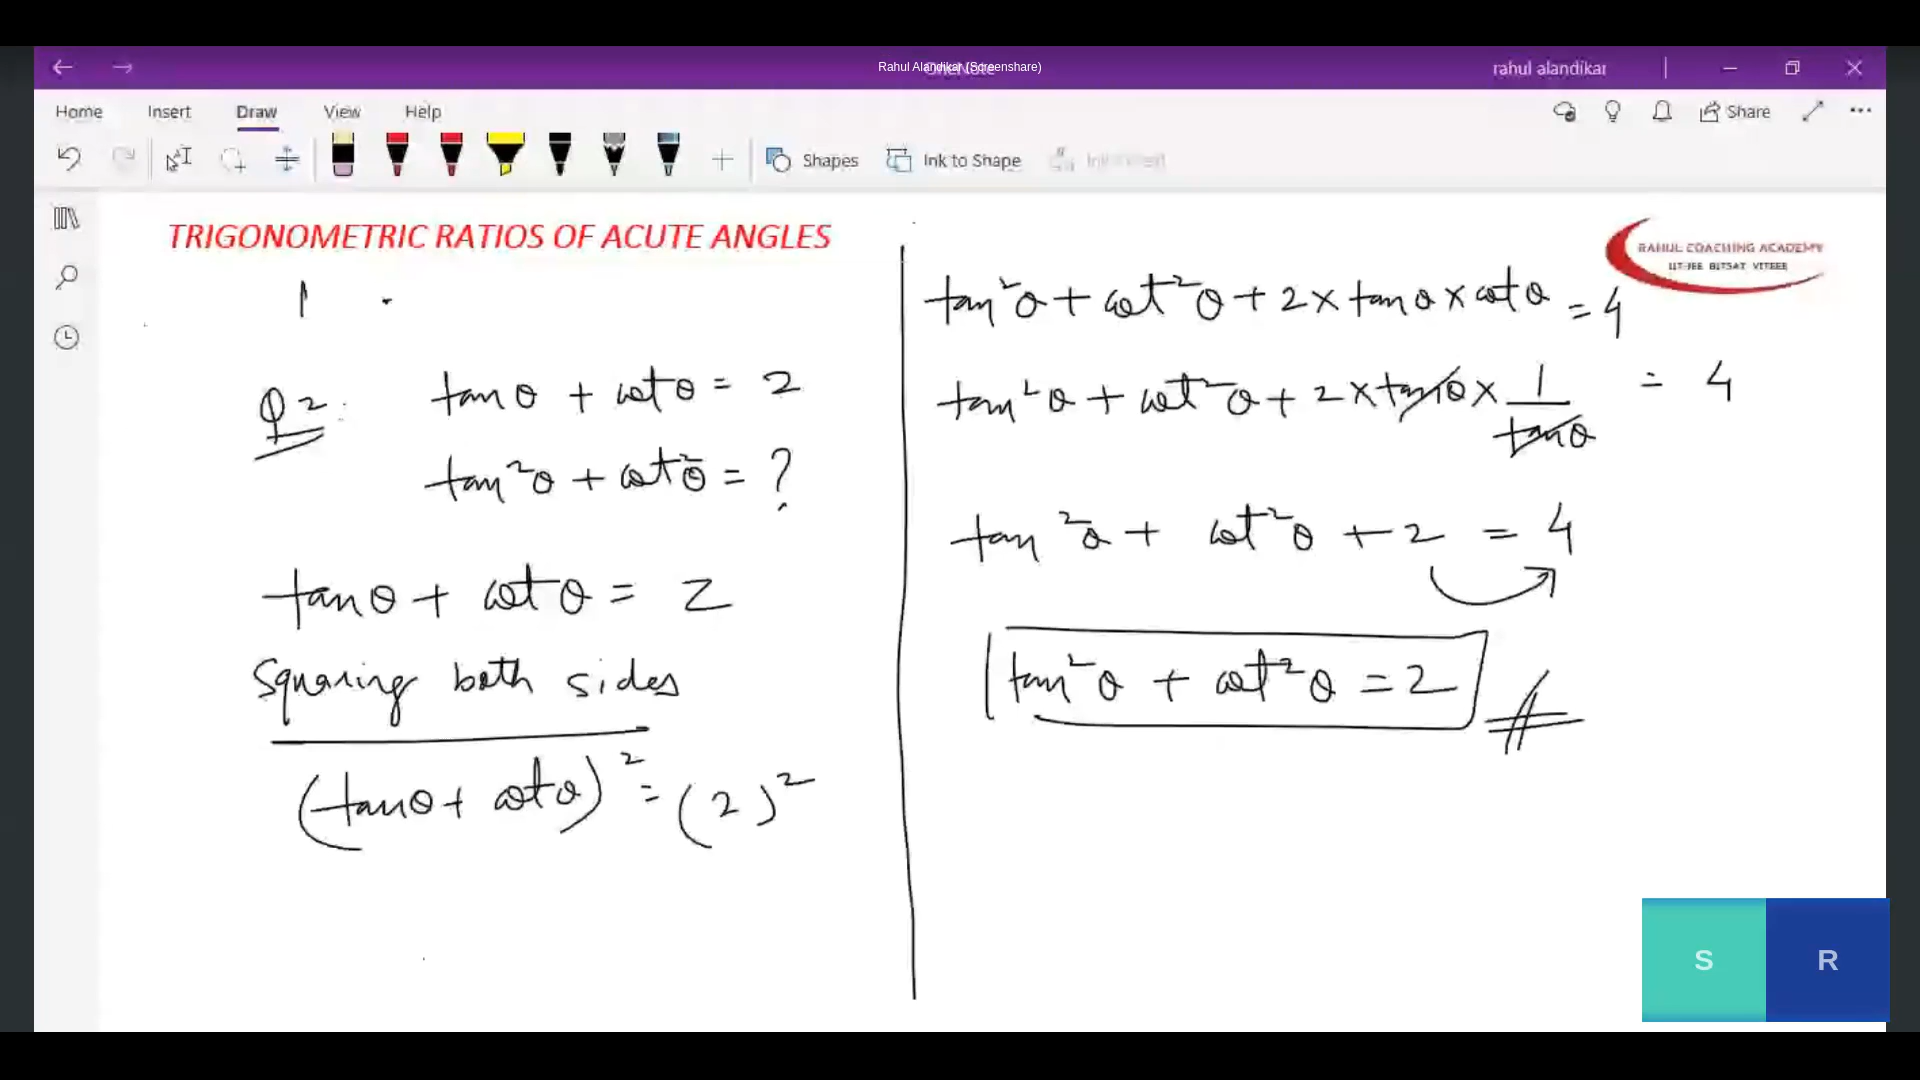 Rahul Alandikar (Screenshare)
rahul alandikar
Home Insert Draw View Help
Share
Shapes Ink to Shape
TRIGONOMETRIC RATIOS OF ACUTE ANGLES
RAHUL COACHING ACADEMY
IIT-JEE BITSAT VITEEE
Q2: tanθ + cotθ = 2
tan²θ + cot²θ = ?
tanθ + cotθ = 2
Squaring both sides
(tanθ + cotθ)² = (2)²
tan²θ + cot²θ + 2 × tanθ × cotθ = 4
tan²θ + cot²θ + 2 × tanθ × 1/tanθ = 4
tan²θ + cot²θ + 2 = 4
tan²θ + cot²θ = 2
S R